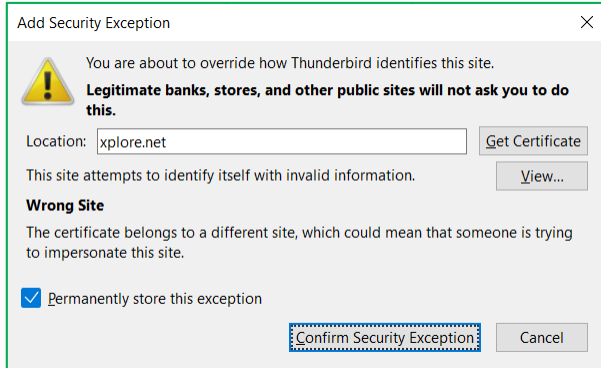 Add Security Exception
You are about to override how Thunderbird identifies this site.
Legitimate banks, stores, and other public sites will not ask you to do
this.
Location: xplore.net Get Certificate
This site attempts to identify itself with invalid information. View...
Wrong Site
The certificate belongs to a different site, which could mean that someone is trying
to impersonate this site.
Permanently store this exception
Confirm Security Exception Cancel